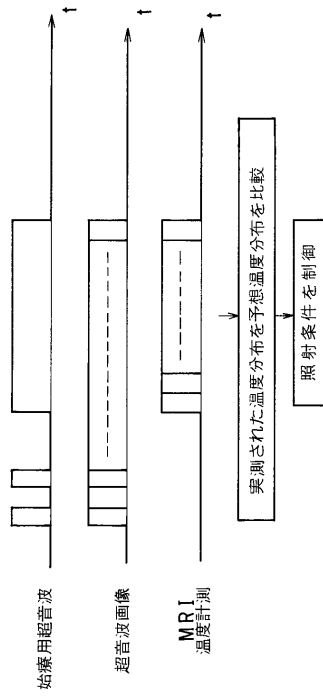 始療用超音波
t
超音波画像
t
MRI
温度計測
t
実測された温度分布を予想温度分布を比較
照射条件を制御